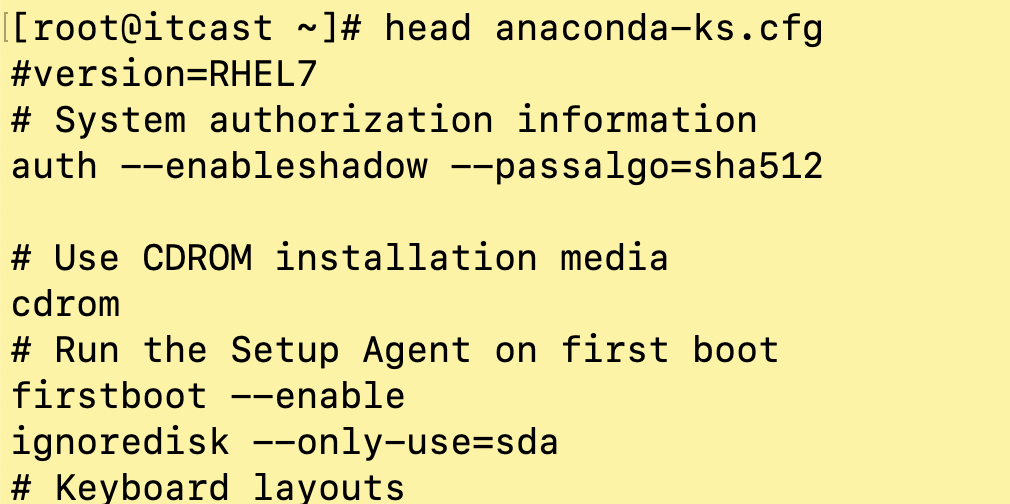 [root@itcast ~]# head anaconda-ks.cfg
#version=RHEL7
# System authorization information
auth --enableshadow --passalgo=sha512

# Use CDROM installation media
cdrom
# Run the Setup Agent on first boot
firstboot --enable
ignoredisk --only-use=sda
# Keyboard layouts